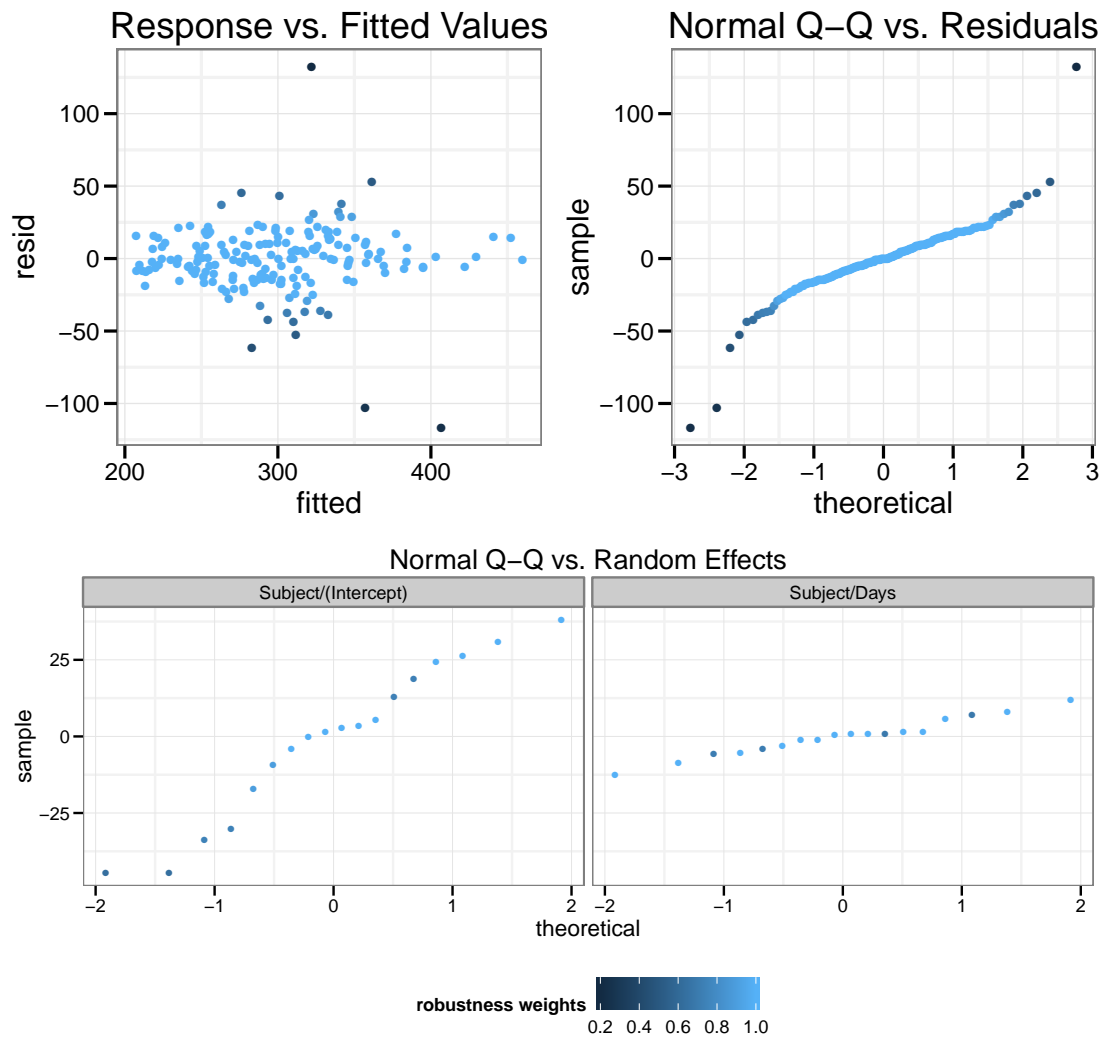 Response vs. Fitted Values
Normal Q−Q vs. Residuals
resid
100
50
0
−50
−100
200 300 400
fitted
sample
100
50
0
−50
−100
−3 −2 −1 0 1 2 3
theoretical
Normal Q−Q vs. Random Effects
Subject/(Intercept)
Subject/Days
sample
25
0
−25
−2 −1 0 1 2
−2 −1 0 1 2
theoretical
robustness weights
0.2 0.4 0.6 0.8 1.0